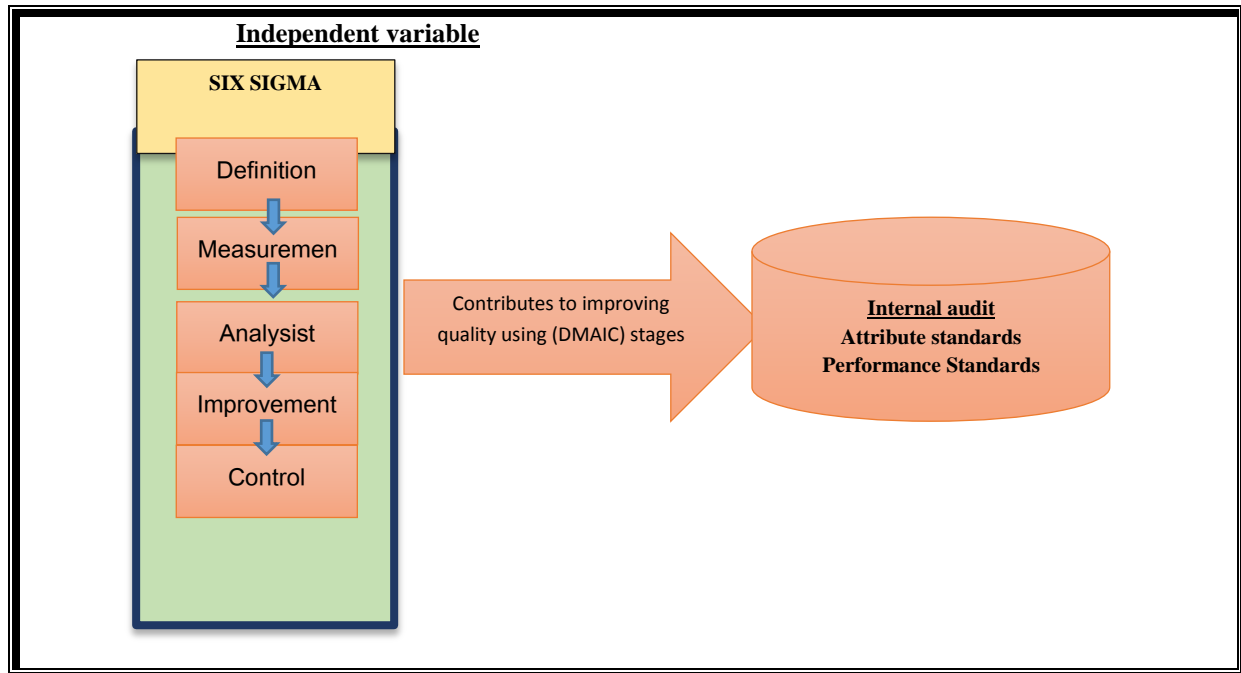 Independent variable
SIX SIGMA
Definition
Measuremen
Analysist
Improvement
Control
Contributes to improving
quality using (DMAIC) stages
Internal audit
Attribute standards
Performance Standards